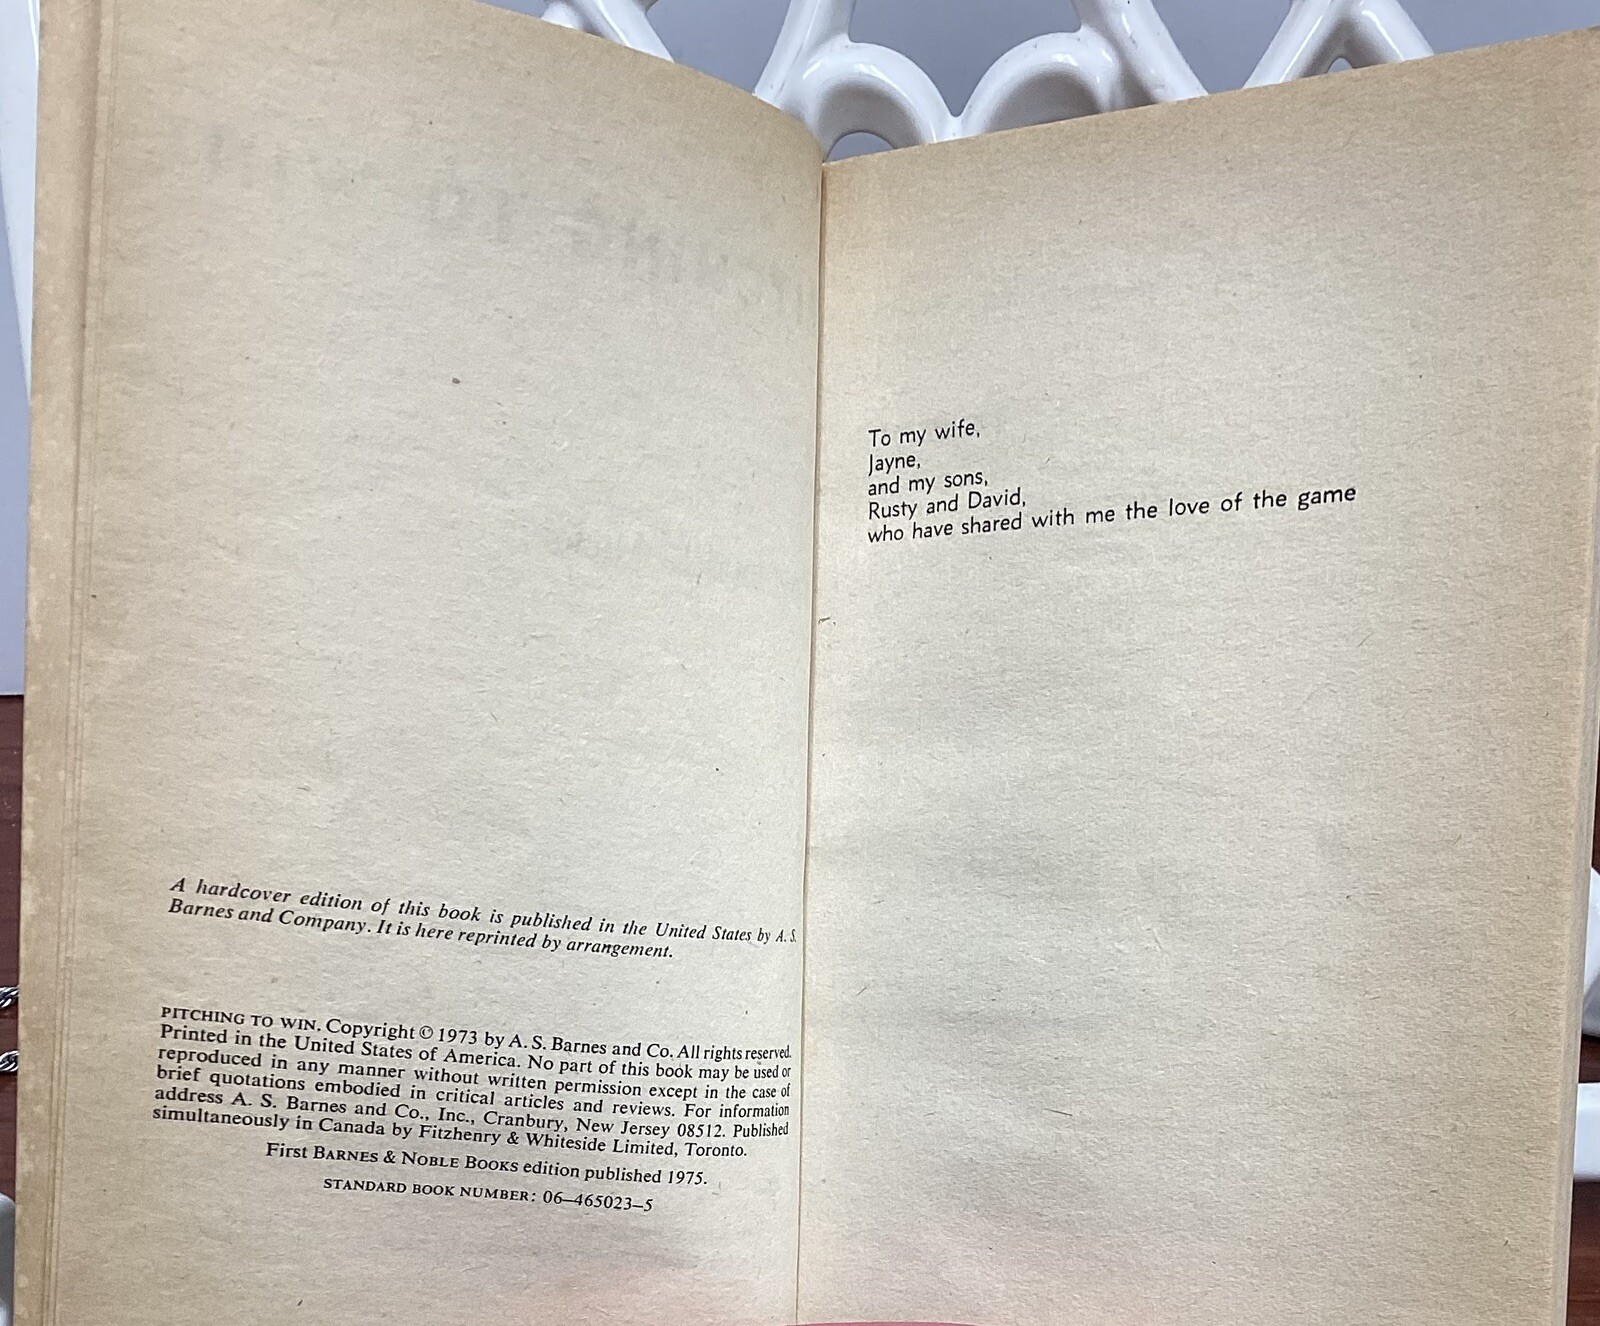 A hardcover edition of this book is published in the United States by A. S.
Barnes and Company. It is here reprinted by arrangement.
PITCHING TO WIN. Copyright © 1973 by A. S. Barnes and Co. All rights reserved.
Printed in the United States of America. No part of this book may be used or
reproduced in any manner without written permission except in the case of
brief quotations embodied in critical articles and reviews. For information
address A. S. Barnes and Co., Inc., Cranbury, New Jersey 08512. Published
simultaneously in Canada by Fitzhenry & Whiteside Limited, Toronto.
First BARNES & NOBLE BOOKS edition published 1975.
STANDARD BOOK NUMBER: 06–465023–5
To my wife,
Jayne,
and my sons,
Rusty and David,
who have shared with me the love of the game